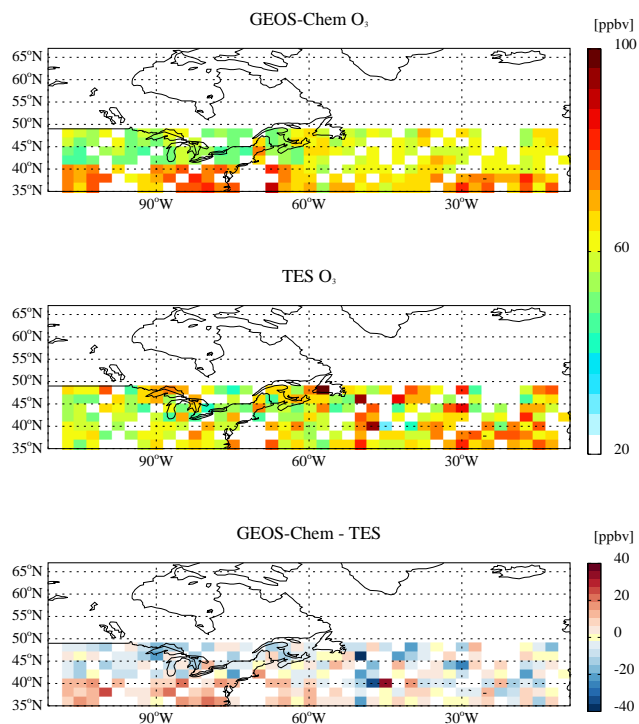 GEOS-Chem O₃
[ppbv]
100
60
20
65°N
60°N
55°N
50°N
45°N
40°N
35°N
90°W 60°W 30°W
TES O₃
65°N
60°N
55°N
50°N
45°N
40°N
35°N
90°W 60°W 30°W
GEOS-Chem - TES
[ppbv]
40
20
0
-20
-40
65°N
60°N
55°N
50°N
45°N
40°N
35°N
90°W 60°W 30°W